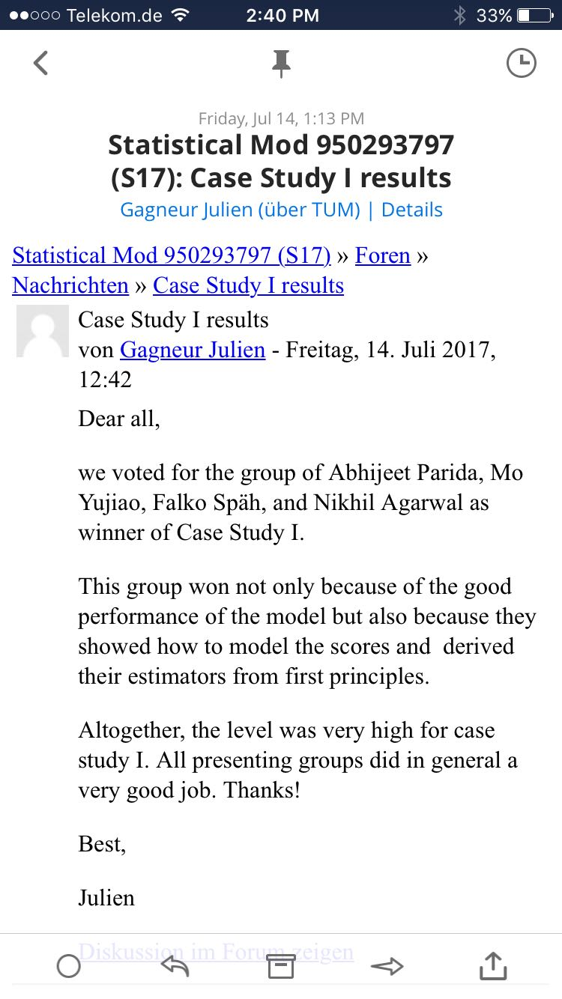 Telekom.de 2:40 PM 33%
Friday, Jul 14, 1:13 PM
Statistical Mod 950293797
(S17): Case Study I results
Gagneur Julien (über TUM) | Details
Statistical Mod 950293797 (S17) » Foren »
Nachrichten » Case Study I results
Case Study I results
von Gagneur Julien - Freitag, 14. Juli 2017,
12:42
Dear all,
we voted for the group of Abhijeet Parida, Mo
Yujiao, Falko Späh, and Nikhil Agarwal as
winner of Case Study I.
This group won not only because of the good
performance of the model but also because they
showed how to model the scores and  derived
their estimators from first principles.
Altogether, the level was very high for case
study I. All presenting groups did in general a
very good job. Thanks!
Best,
Julien
Diskussion im Forum zeigen